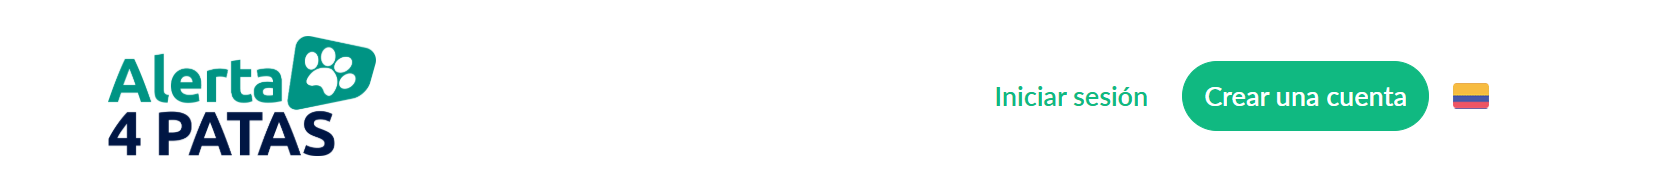 Alerta
4 PATAS
Iniciar sesión
Crear una cuenta